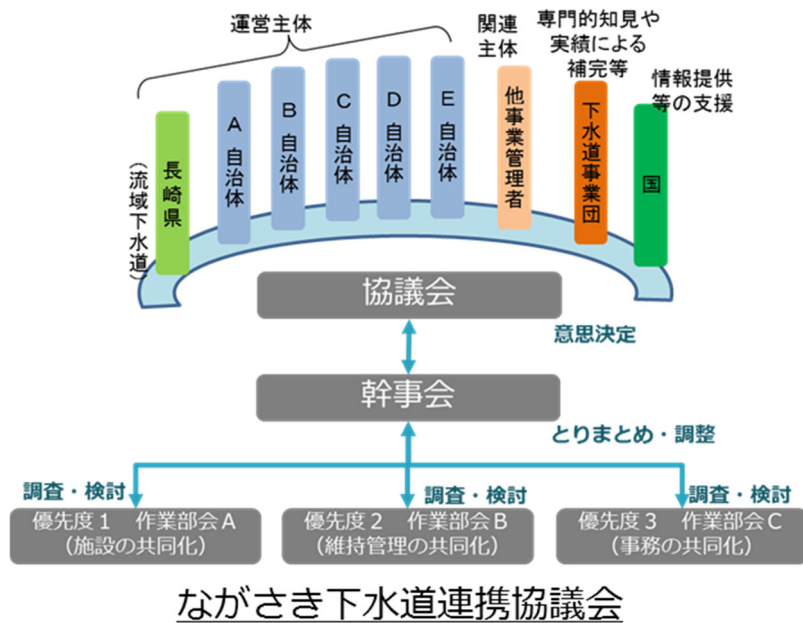 運営主体
関連
主体
専門的知見や
実績による
補完等
情報提供
等の支援
(流域下水道)
長崎県
A 自治体
B 自治体
C 自治体
D 自治体
E 自治体
他事業管理者
下水道事業団
国
協議会
意思決定
幹事会
とりまとめ・調整
調査・検討
調査・検討
調査・検討
優先度1 作業部会A
(施設の共同化)
優先度2 作業部会B
(維持管理の共同化)
優先度3 作業部会C
(事務の共同化)
ながさき下水道連携協議会